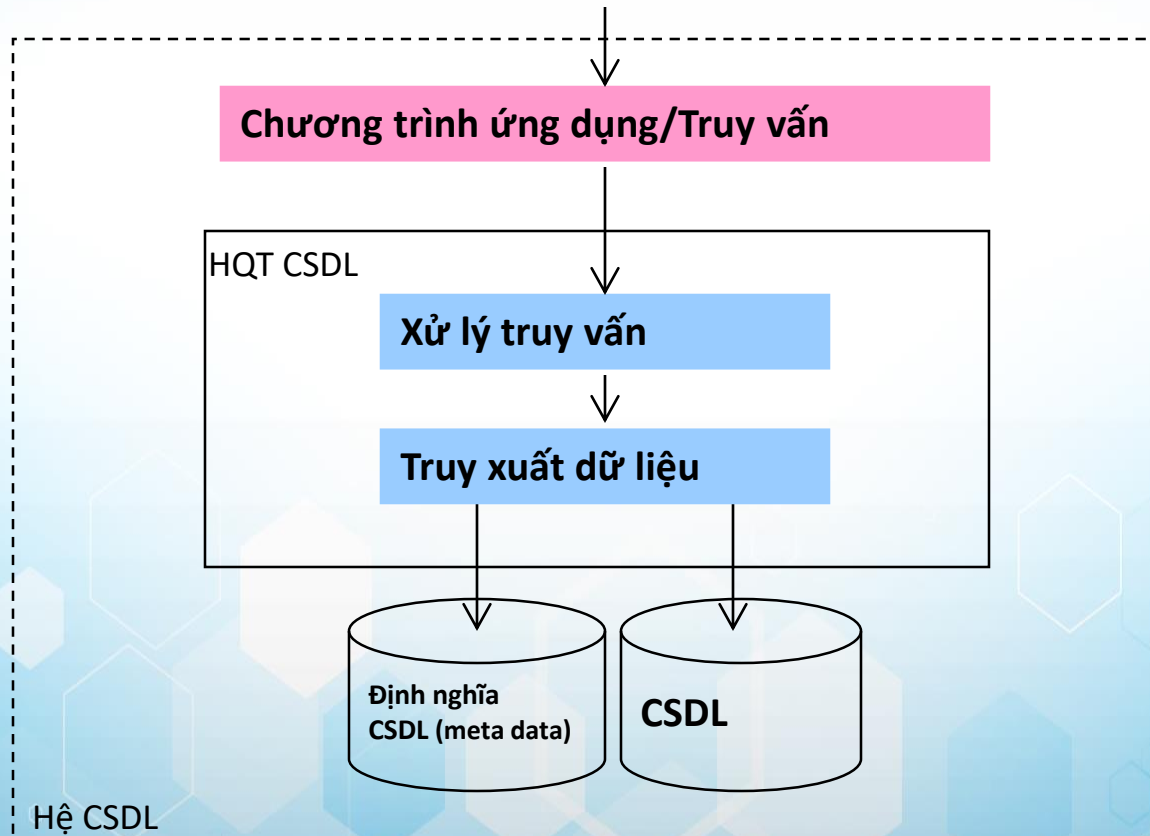 Chương trình ứng dụng/Truy vấn
HQT CSDL
Xử lý truy vấn
Truy xuất dữ liệu
Định nghĩa
CSDL (meta data)
CSDL
Hệ CSDL